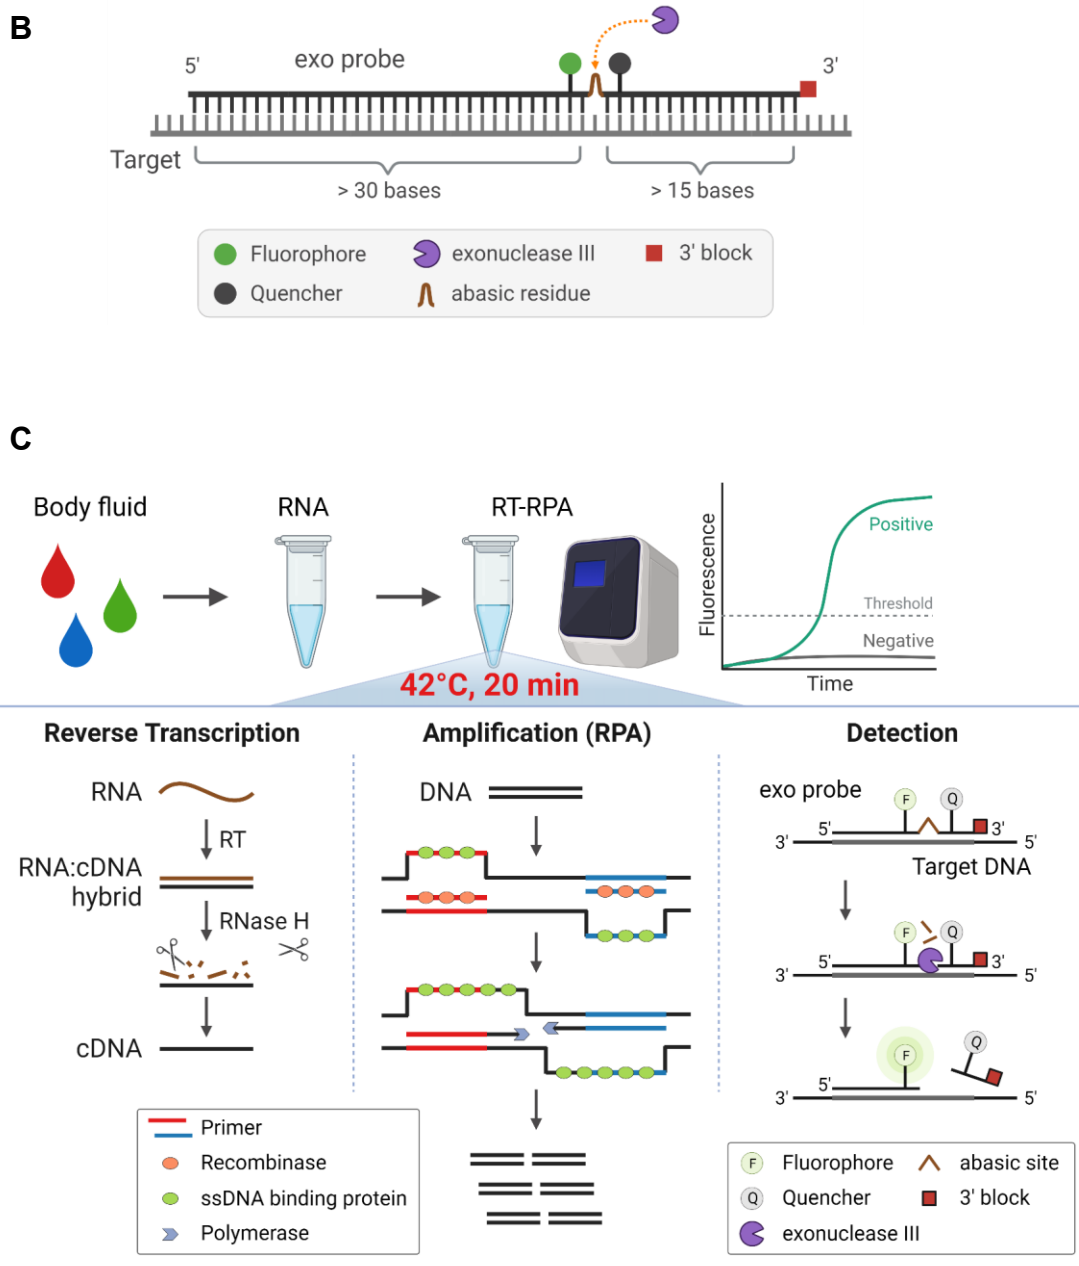 B
5'
exo probe
3'
Target
> 30 bases
> 15 bases
Fluorophore
exonuclease III
3' block
Quencher
abasic residue
C
Body fluid
RNA
RT-RPA
42°C, 20 min
Fluorescence
Positive
Threshold
Negative
Time
Reverse Transcription
RNA
RT
RNA:cDNA
hybrid
RNase H
cDNA
Amplification (RPA)
DNA
Primer
Recombinase
ssDNA binding protein
Polymerase
Detection
exo probe
F
Q
5'
3'
3'
5'
Target DNA
F
Q
5'
3'
3'
5'
F
Q
5'
3'
5'
F
Fluorophore
abasic site
Q
Quencher
3' block
exonuclease III